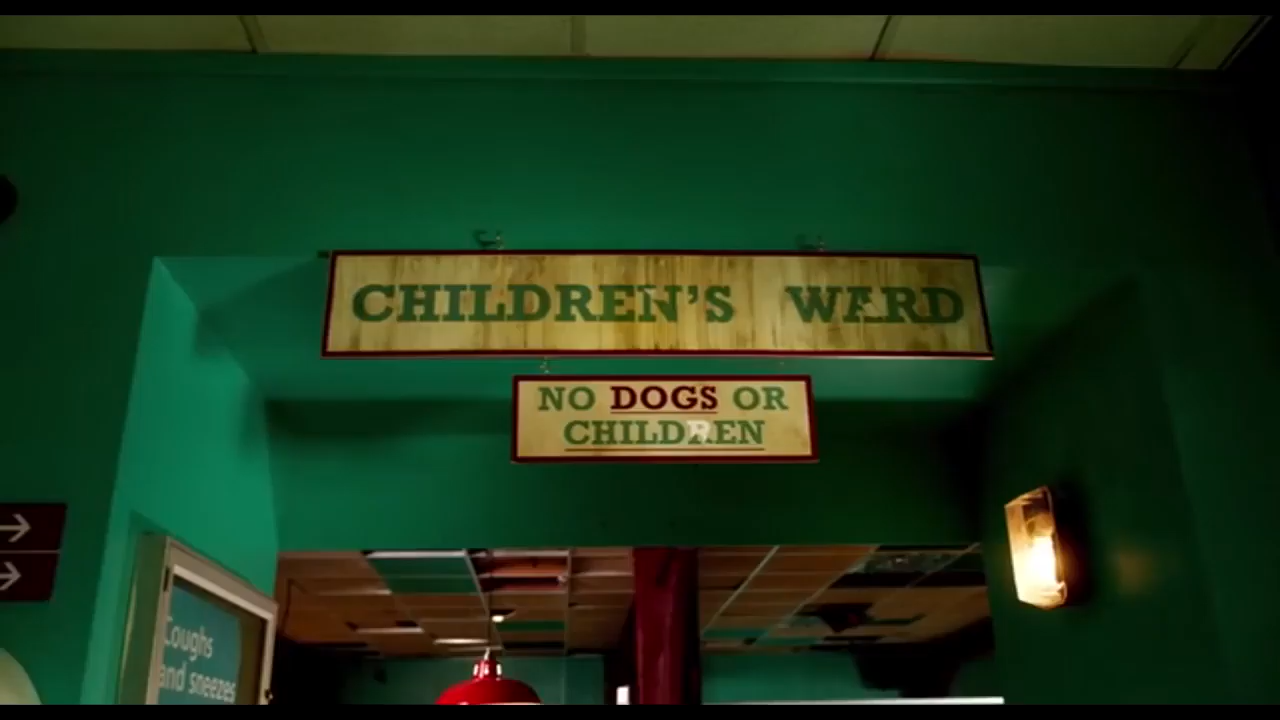 CHILDREN'S WARD
NO DOGS OR
CHILDREN
Coughs
and sneezes